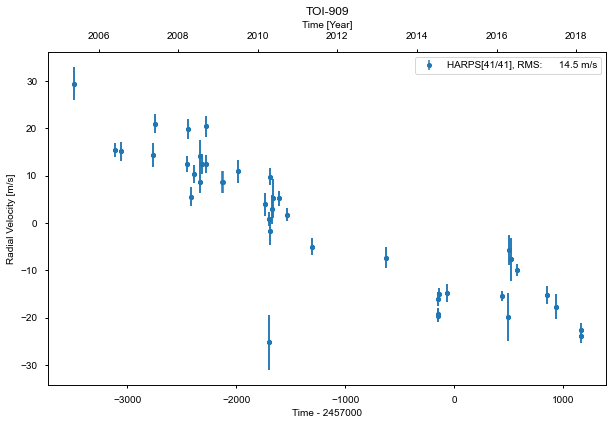 TOI-909
Time [Year]
2006 2008 2010 2012 2014 2016 2018
HARPS[41/41], RMS: 14.5 m/s
30
20
10
0
−10
−20
−30
Radial Velocity [m/s]
−3000 −2000 −1000 0 1000
Time - 2457000